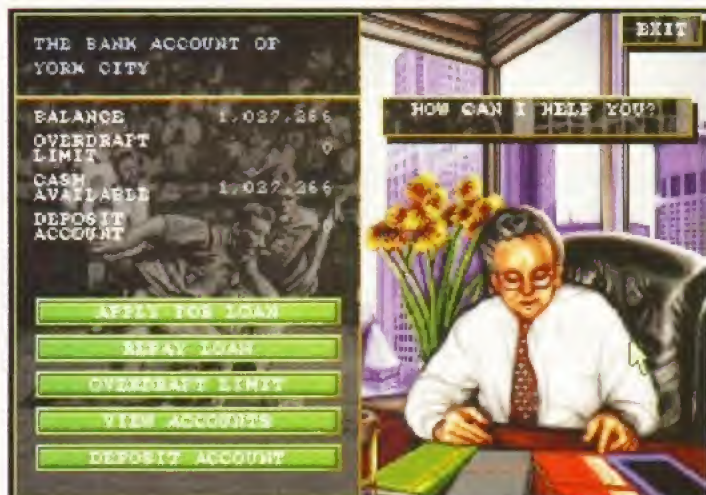 THE BANK ACCOUNT OF
YORK CITY
BALANCE 1,027,266
OVERDRAFT
LIMIT 0
CASH
AVAILABLE 1,027,266
DEPOSIT
ACCOUNT 0
APPLY FOR LOAN
REPAY LOAN
OVERDRAFT LIMIT
VIEW ACCOUNTS
DEPOSIT ACCOUNT
EXIT
HOW CAN I HELP YOU?